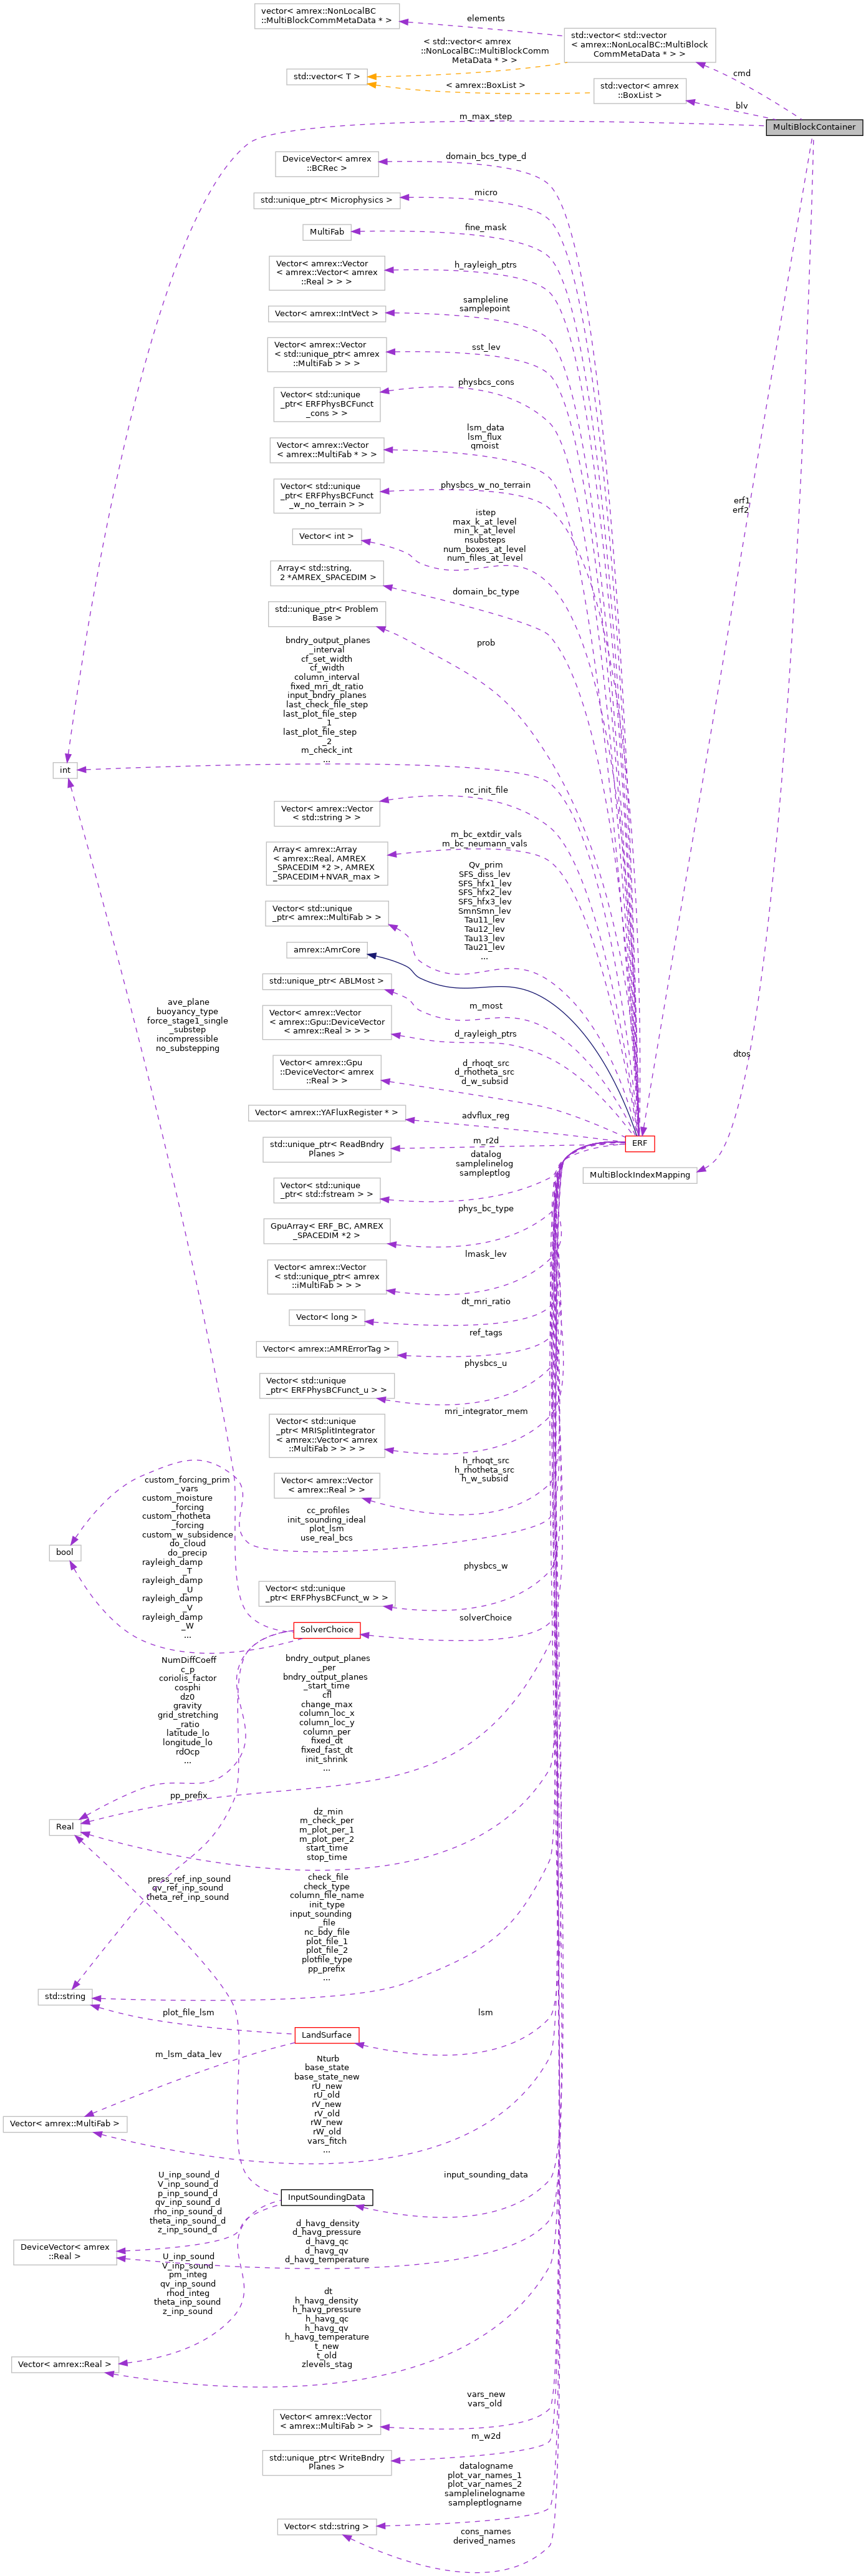 vector< amrex::NonLocalBC
::MultiBlockCommMetaData * >
elements
std::vector< std::vector
< amrex::NonLocalBC::MultiBlock
CommMetaData * > >
< std::vector< amrex
::NonLocalBC::MultiBlockComm
MetaData * > >
cmd
std::vector< T >
< amrex::BoxList >
std::vector< amrex
::BoxList >
blv
m_max_step
MultiBlockContainer
DeviceVector< amrex
::BCRec >
domain_bcs_type_d
std::unique_ptr< Microphysics >
micro
MultiFab
fine_mask
Vector< amrex::Vector
< amrex::Vector< amrex
::Real > > >
h_rayleigh_ptrs
Vector< amrex::IntVect >
sampleline
samplepoint
Vector< amrex::Vector
< std::unique_ptr< amrex
::MultiFab > > >
sst_lev
Vector< std::unique
_ptr< ERFPhysBCFunct
_cons > >
physbcs_cons
Vector< amrex::Vector
< amrex::MultiFab * > >
lsm_data
lsm_flux
qmoist
Vector< std::unique
_ptr< ERFPhysBCFunct
_w_no_terrain > >
physbcs_w_no_terrain
erf1
erf2
Vector< int >
istep
max_k_at_level
min_k_at_level
nsubsteps
num_boxes_at_level
num_files_at_level
Array< std::string,
2 *AMREX_SPACEDIM >
domain_bc_type
std::unique_ptr< Problem
Base >
prob
bndry_output_planes
_interval
cf_set_width
cf_width
column_interval
fixed_mri_dt_ratio
input_bndry_planes
last_check_file_step
last_plot_file_step
_1
last_plot_file_step
_2
m_check_int
...
int
Vector< amrex::Vector
< std::string > >
nc_init_file
Array< amrex::Array
< amrex::Real, AMREX
_SPACEDIM *2 >, AMREX
_SPACEDIM+NVAR_max >
m_bc_extdir_vals
m_bc_neumann_vals
Vector< std::unique
_ptr< amrex::MultiFab > >
Qv_prim
SFS_diss_lev
SFS_hfx1_lev
SFS_hfx2_lev
SFS_hfx3_lev
SmnSmn_lev
Tau11_lev
Tau12_lev
Tau13_lev
Tau21_lev
...
amrex::AmrCore
std::unique_ptr< ABLMost >
m_most
ave_plane
buoyancy_type
force_stage1_single
_substep
incompressible
no_substepping
Vector< amrex::Vector
< amrex::Gpu::DeviceVector
< amrex::Real > > >
d_rayleigh_ptrs
Vector< amrex::Gpu
::DeviceVector< amrex
::Real > >
d_rhoqt_src
d_rhotheta_src
d_w_subsid
dtos
Vector< amrex::YAFluxRegister * >
advflux_reg
std::unique_ptr< ReadBndry
Planes >
m_r2d
ERF
MultiBlockIndexMapping
Vector< std::unique
_ptr< std::fstream > >
datalog
samplelinelog
sampleptlog
GpuArray< ERF_BC, AMREX
_SPACEDIM *2 >
phys_bc_type
Vector< amrex::Vector
< std::unique_ptr< amrex
::iMultiFab > > >
lmask_lev
Vector< long >
dt_mri_ratio
Vector< amrex::AMRErrorTag >
ref_tags
Vector< std::unique
_ptr< ERFPhysBCFunct_u > >
physbcs_u
Vector< std::unique
_ptr< MRISplitIntegrator
< amrex::Vector< amrex
::MultiFab > > > >
mri_integrator_mem
Vector< amrex::Vector
< amrex::Real > >
h_rhoqt_src
h_rhotheta_src
h_w_subsid
cc_profiles
init_sounding_ideal
plot_lsm
use_real_bcs
custom_forcing_prim
_vars
custom_moisture
_forcing
custom_rhotheta
_forcing
custom_w_subsidence
do_cloud
do_precip
rayleigh_damp
_T
rayleigh_damp
_U
rayleigh_damp
_V
rayleigh_damp
_W
...
bool
Vector< std::unique
_ptr< ERFPhysBCFunct_w > >
physbcs_w
SolverChoice
solverChoice
NumDiffCoeff
c_p
coriolis_factor
cosphi
dz0
gravity
grid_stretching
_ratio
latitude_lo
longitude_lo
rdOcp
...
bndry_output_planes
_per
bndry_output_planes
_start_time
cfl
change_max
column_loc_x
column_loc_y
column_per
fixed_dt
fixed_fast_dt
init_shrink
...
pp_prefix
Real
dz_min
m_check_per
m_plot_per_1
m_plot_per_2
start_time
stop_time
press_ref_inp_sound
qv_ref_inp_sound
theta_ref_inp_sound
check_file
check_type
column_file_name
init_type
input_sounding
_file
nc_bdy_file
plot_file_1
plot_file_2
plotfile_type
pp_prefix
...
std::string
plot_file_lsm
LandSurface
lsm
m_lsm_data_lev
Nturb
base_state
base_state_new
rU_new
rU_old
rV_new
rV_old
rW_new
rW_old
vars_fitch
...
Vector< amrex::MultiFab >
U_inp_sound_d
V_inp_sound_d
p_inp_sound_d
qv_inp_sound_d
rho_inp_sound_d
theta_inp_sound_d
z_inp_sound_d
InputSoundingData
input_sounding_data
DeviceVector< amrex
::Real >
d_havg_density
d_havg_pressure
d_havg_qc
d_havg_qv
d_havg_temperature
U_inp_sound
V_inp_sound
pm_integ
qv_inp_sound
rhod_integ
theta_inp_sound
z_inp_sound
dt
h_havg_density
h_havg_pressure
h_havg_qc
h_havg_qv
h_havg_temperature
t_new
t_old
zlevels_stag
Vector< amrex::Real >
Vector< amrex::Vector
< amrex::MultiFab > >
vars_new
vars_old
std::unique_ptr< WriteBndry
Planes >
m_w2d
Vector< std::string >
datalogname
plot_var_names_1
plot_var_names_2
samplelinelogname
sampleptlogname
cons_names
derived_names